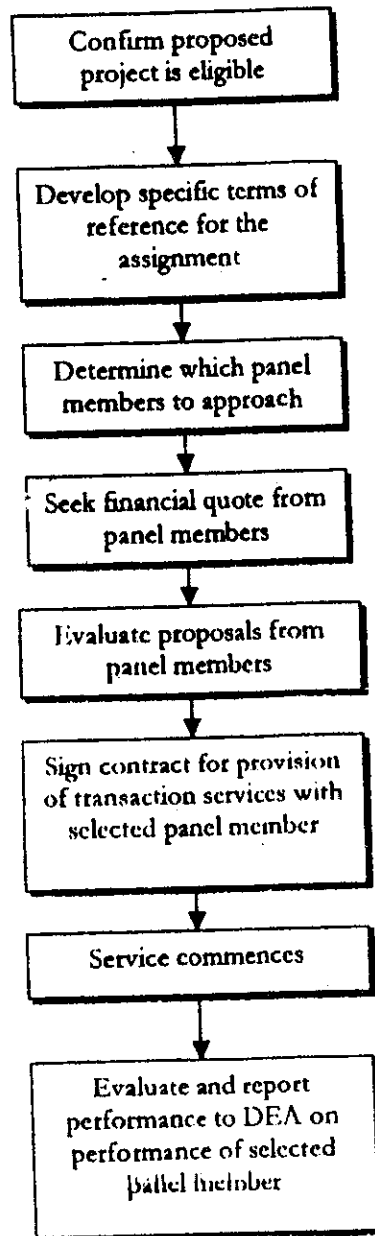 Confirm proposed
project is eligible
Develop specific terms of
reference for the
assignment
Determine which panel
members to approach
Seek financial quote from
panel members
Evaluate proposals from
panel members
Sign contract for provision
of transaction services with
selected panel member
Service commences
Evaluate and report
performance to DEA on
performance of selected
panel member